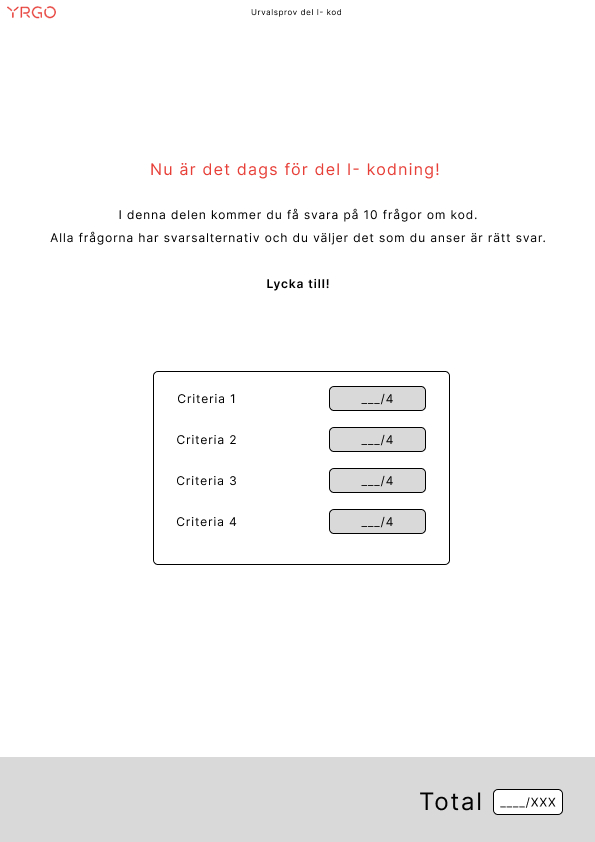 YRGO
Urvalsprov del I- kod
Nu är det dags för del I- kodning!
I denna delen kommer du få svara på 10 frågor om kod.
Alla frågorna har svarsalternativ och du väljer det som du anser är rätt svar.
Lycka till!
Criteria 1 ___/4
Criteria 2 ___/4
Criteria 3 ___/4
Criteria 4 ___/4
Total ____/XXX